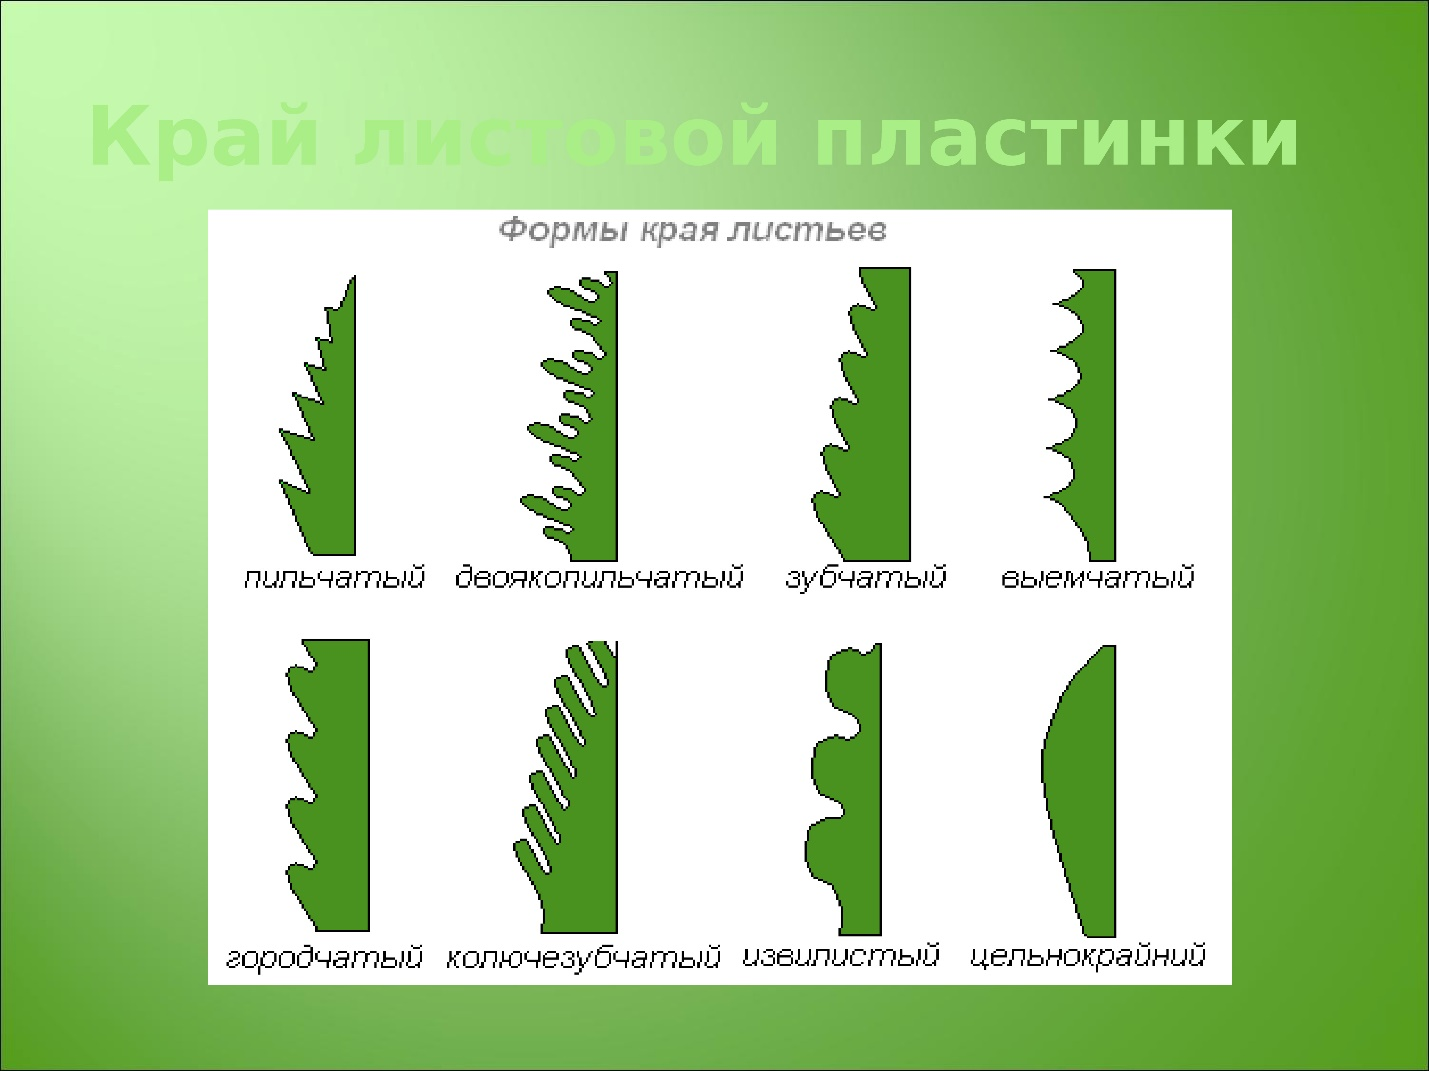 Край листовой пластинки
Формы края листьев
пильчатый двоякопильчатый зубчатый выемчатый
городчатый колючезубчатый извилистый цельнокрайний